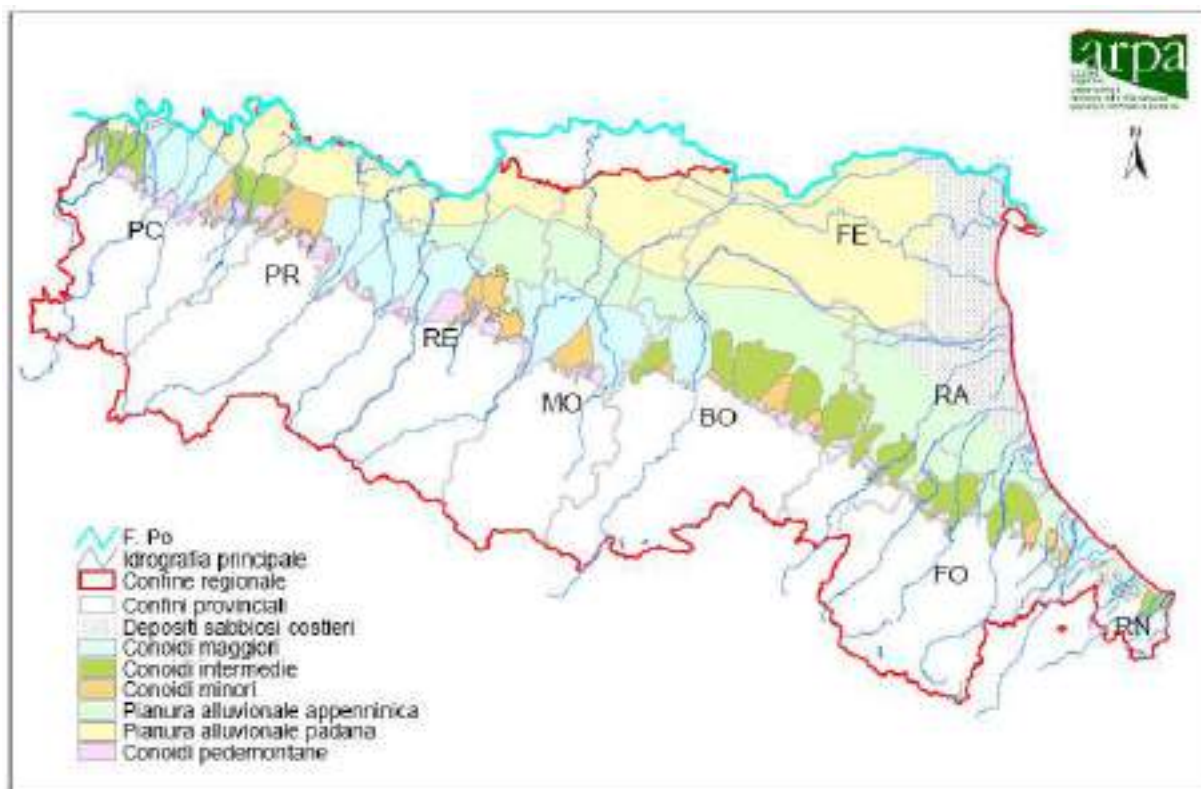 arpa
N
PC
PR
RE
MO
BO
FE
RA
FO
RN
F. Po
Idrografia principale
Confine regionale
Confini provinciali
Depositi sabbiosi costieri
Conoidi maggiori
Conoidi intermedie
Conoidi minori
Pianura alluvionale appenninica
Pianura alluvionale padana
Conoidi pedemontane